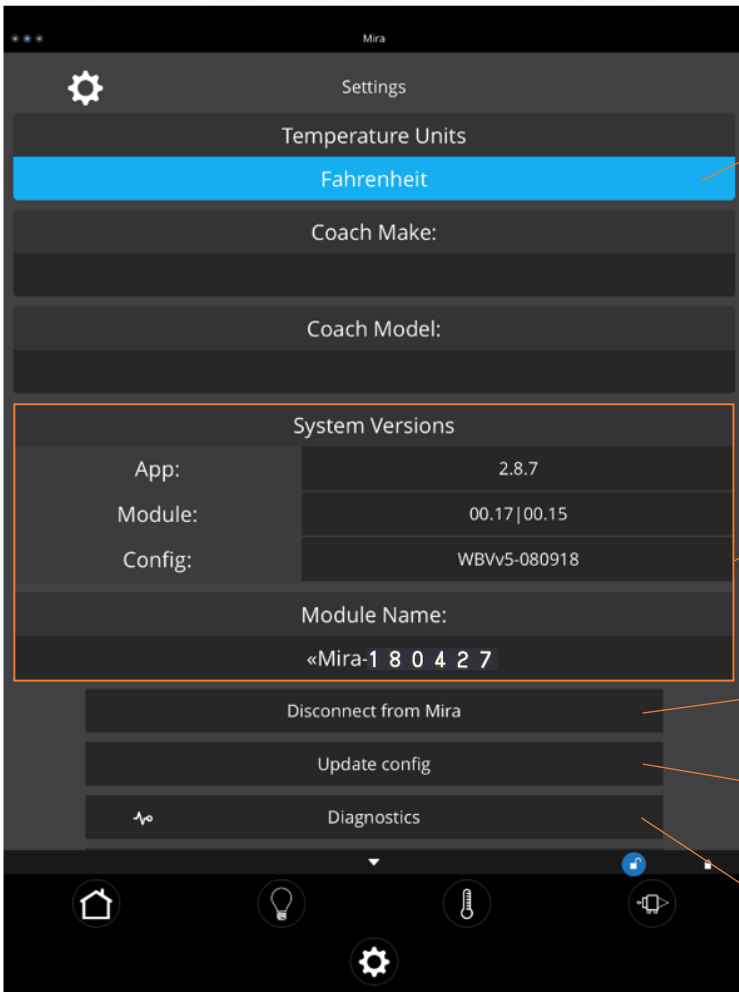 Mira
Settings
Temperature Units
Fahrenheit
Coach Make:
Coach Model:
System Versions
App: 2.8.7
Module: 00.17|00.15
Config: WBVv5-080918
Module Name:
«Mira-180427
Disconnect from Mira
Update config
Diagnostics